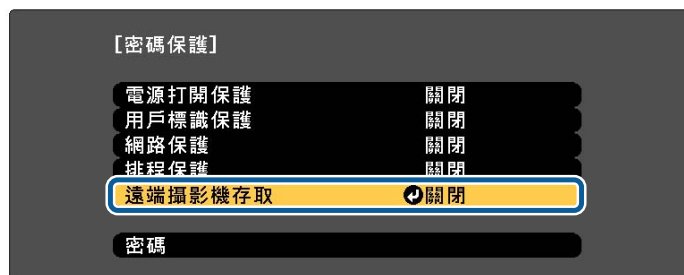 [密碼保護]
電源打開保護 關閉
用戶標識保護 關閉
網路保護 關閉
排程保護 關閉
遠端攝影機存取 關閉
密碼